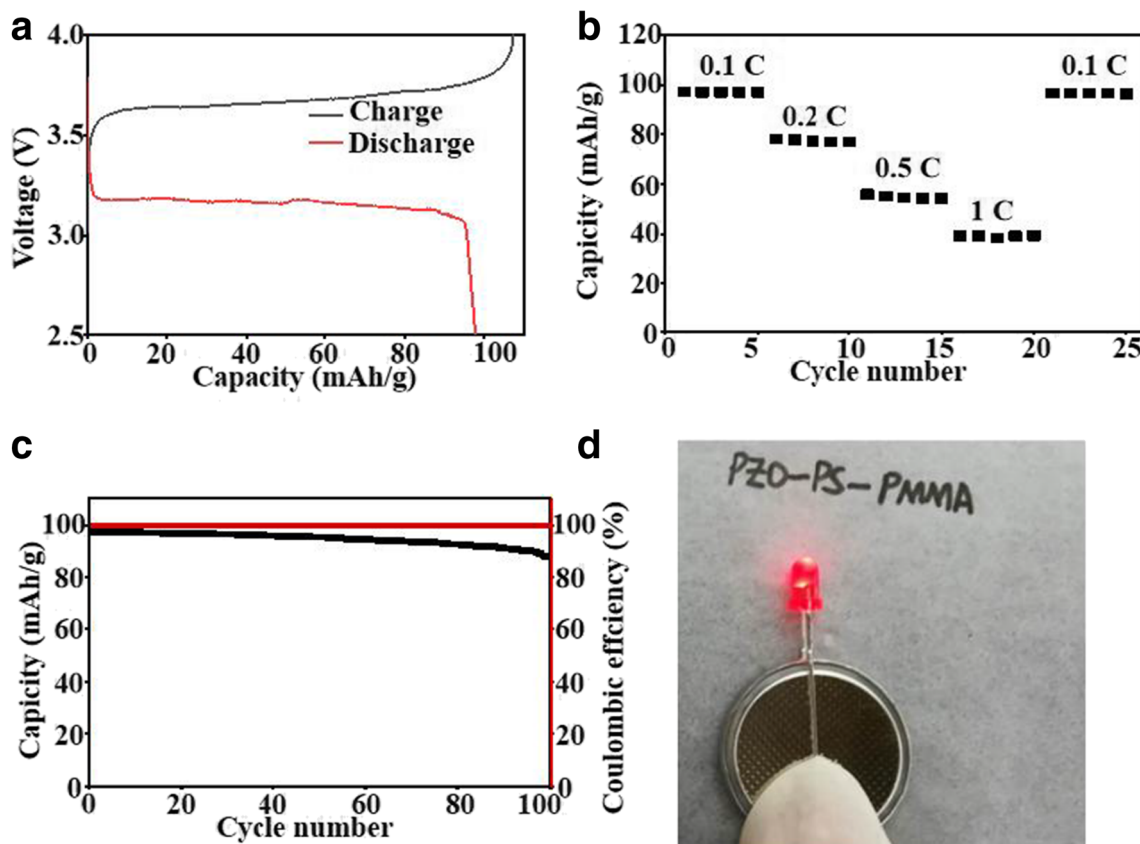 a
4.0
3.5
3.0
2.5
Voltage (V)
Charge
Discharge
0 20 40 60 80 100
Capacity (mAh/g)
b
120
100
80
60
40
20
0
Capicity (mAh/g)
0.1 C
0.2 C
0.5 C
1 C
0.1 C
0 5 10 15 20 25
Cycle number
c
100
80
60
40
20
0
Capicity (mAh/g)
100
80
60
40
20
0
Coulombic effciency (%)
0 20 40 60 80 100
Cycle number
d
PZO-PS-PMMA